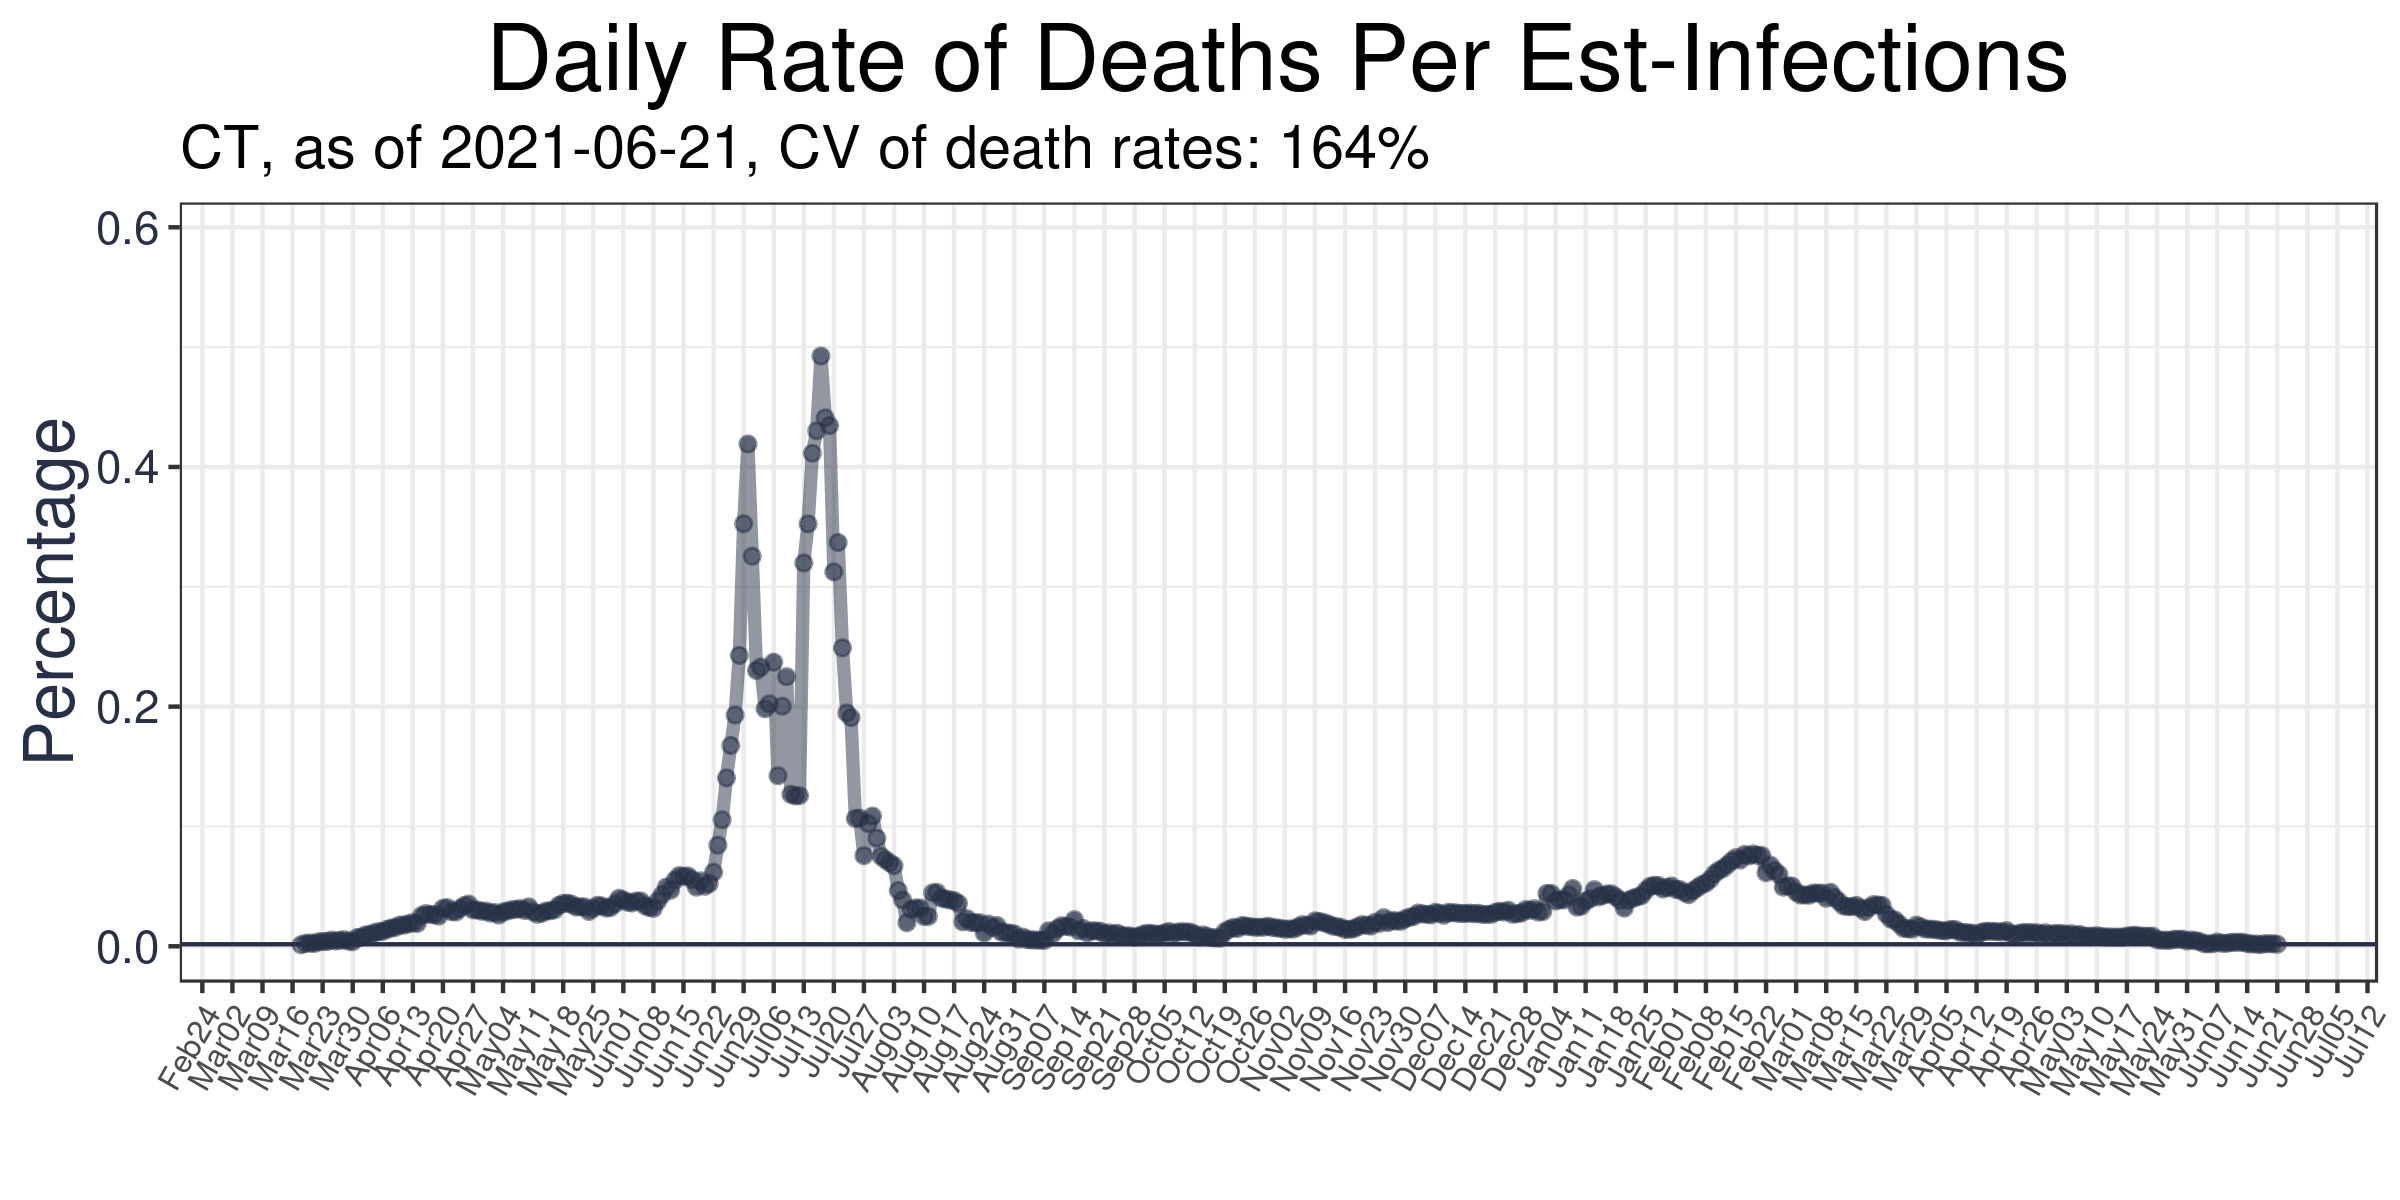 Daily Rate of Deaths Per Est-Infections
CT, as of 2021-06-21, CV of death rates: 164%
Percentage
0.6
0.4
0.2
0.0
Feb24
Mar02
Mar09
Mar16
Mar23
Mar30
Apr06
Apr13
Apr20
Apr27
May04
May11
May18
May25
Jun01
Jun08
Jun15
Jun22
Jun29
Jul06
Jul13
Jul20
Jul27
Aug03
Aug10
Aug17
Aug24
Aug31
Sep07
Sep14
Sep21
Sep28
Oct05
Oct12
Oct19
Oct26
Nov02
Nov09
Nov16
Nov23
Nov30
Dec07
Dec14
Dec21
Dec28
Jan04
Jan11
Jan18
Jan25
Feb01
Feb08
Feb15
Feb22
Mar01
Mar08
Mar15
Mar22
Mar29
Apr05
Apr12
Apr19
Apr26
May03
May10
May17
May24
May31
Jun07
Jun14
Jun21
Jun28
Jul05
Jul12